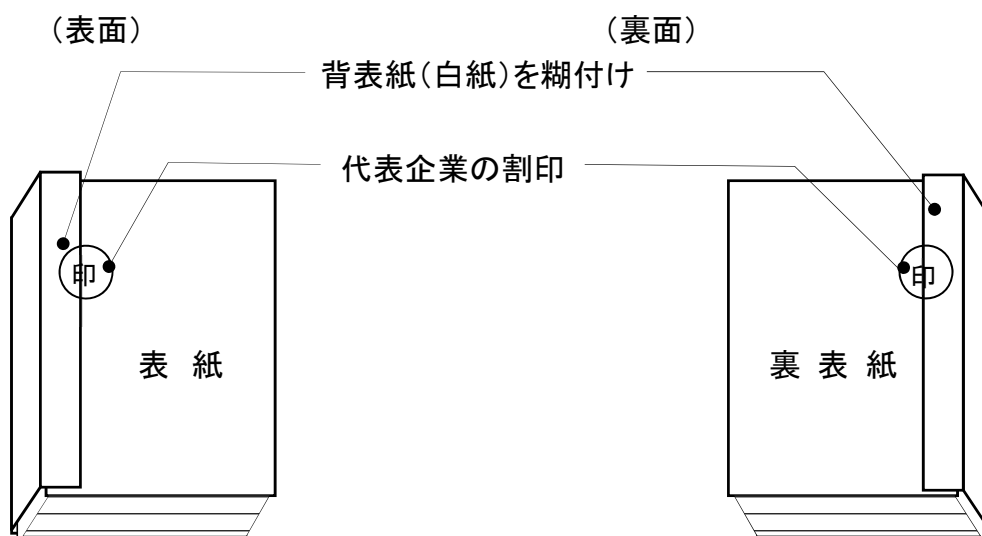 （表面）
（裏面）
背表紙（白紙）を糊付け
代表企業の割印
印
印
表 紙
裏 表 紙